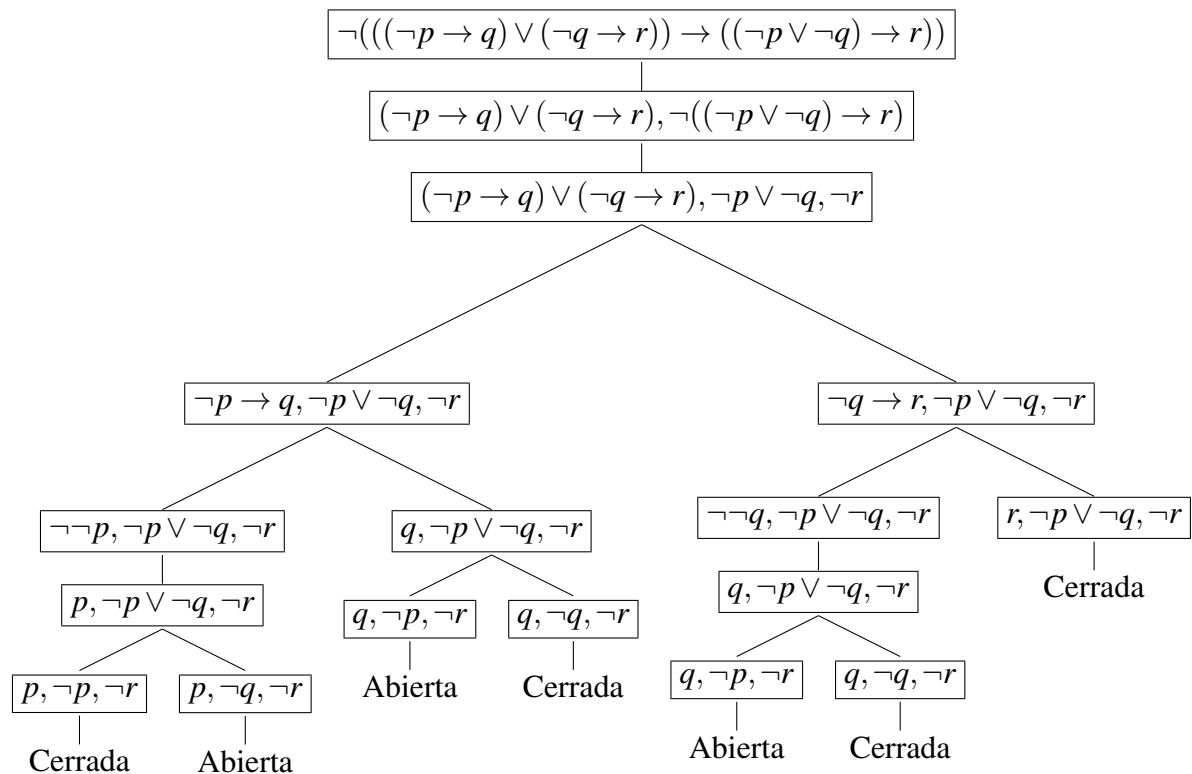 ¬(((¬p → q) ∨ (¬q → r)) → ((¬p ∨ ¬q) → r))
(¬p → q) ∨ (¬q → r), ¬((¬p ∨ ¬q) → r)
(¬p → q) ∨ (¬q → r), ¬p ∨ ¬q, ¬r
¬p → q, ¬p ∨ ¬q, ¬r
¬q → r, ¬p ∨ ¬q, ¬r
¬¬p, ¬p ∨ ¬q, ¬r
q, ¬p ∨ ¬q, ¬r
¬¬q, ¬p ∨ ¬q, ¬r
r, ¬p ∨ ¬q, ¬r
p, ¬p ∨ ¬q, ¬r
q, ¬p, ¬r
q, ¬q, ¬r
q, ¬p ∨ ¬q, ¬r
Cerrada
p, ¬p, ¬r
p, ¬q, ¬r
Abierta
Cerrada
q, ¬p, ¬r
q, ¬q, ¬r
Cerrada
Abierta
Abierta
Cerrada